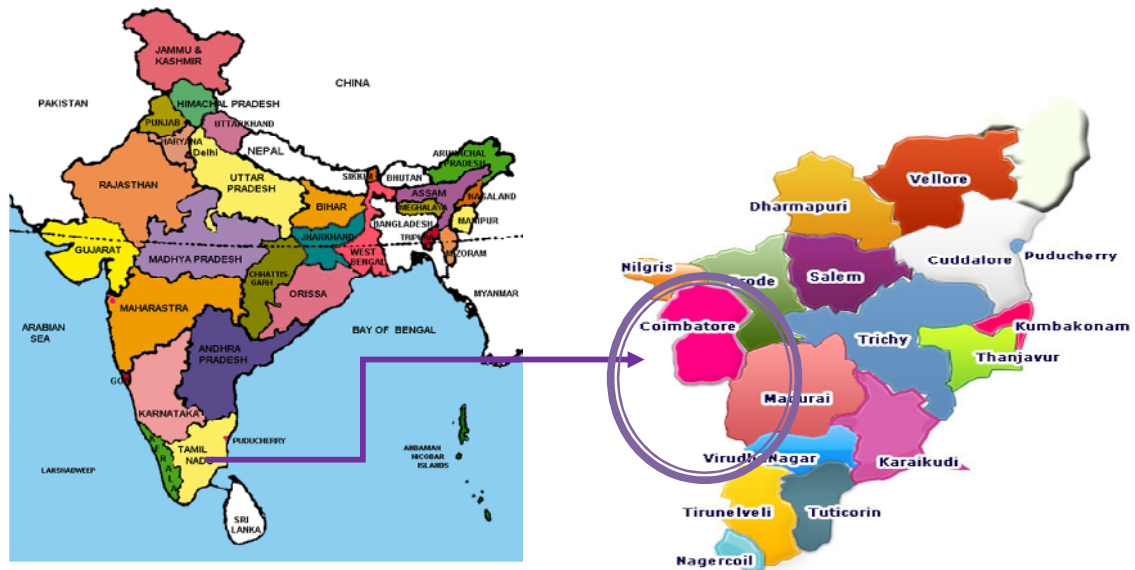 JAMMU &
KASHMIR
CHINA
PAKISTAN
HIMACHAL PRADESH
PUNJAB
UTTARKHAND
HARYANA
Delhi
NEPAL
ARUNACHAL
PRADESH
SIKKIM
BHUTAN
RAJASTHAN
UTTAR
PRADESH
ASSAM
NAGALAND
BIHAR
MEGHALAYA
MANIPUR
BANGLADESH
JHARKHAND
TRIPURA
GUJARAT
MADHYA PRADESH
WEST
BENGAL
MIZORAM
CHHATTIS
GARH
ORISSA
MYANMAR
MAHARASTRA
ARABIAN
SEA
BAY OF BENGAL
ANDHRA
PRADESH
GOA
KARNATAKA
PUDUCHERRY
TAMIL
NADU
KERALA
LAKSHADWEEP
ANDAMAN
NICOBAR
ISLANDS
SRI
LANKA
Vellore
Dharmapuri
Cuddalore
Puducherry
Nilgris
Erode
Salem
Coimbatore
Kumbakonam
Trichy
Thanjavur
Madurai
Virudhu Nagar
Karaikudi
Tirunelveli
Tuticorin
Nagercoil